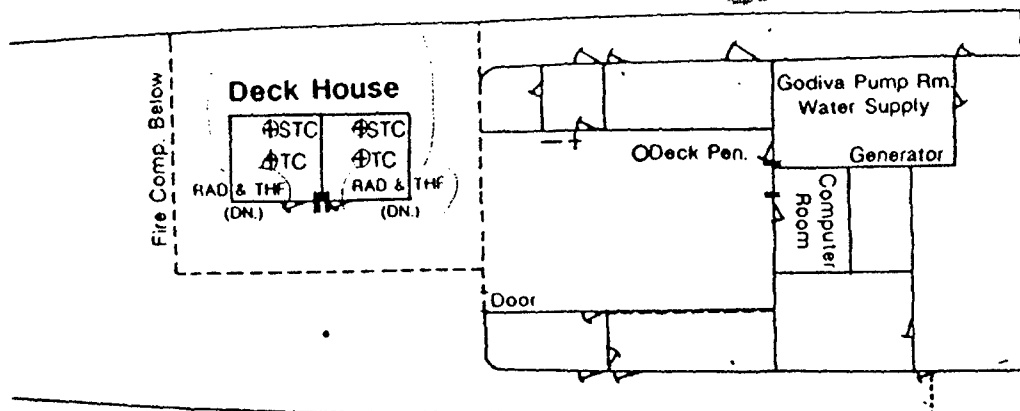 Fire Comp. Below
Deck House
STC
STC
TC
TC
RAD & THF
RAD & THF
(DN.)
(DN.)
Godiva Pump Rm.
Water Supply
ODeck Pen.
Generator
Computer
Room
Door